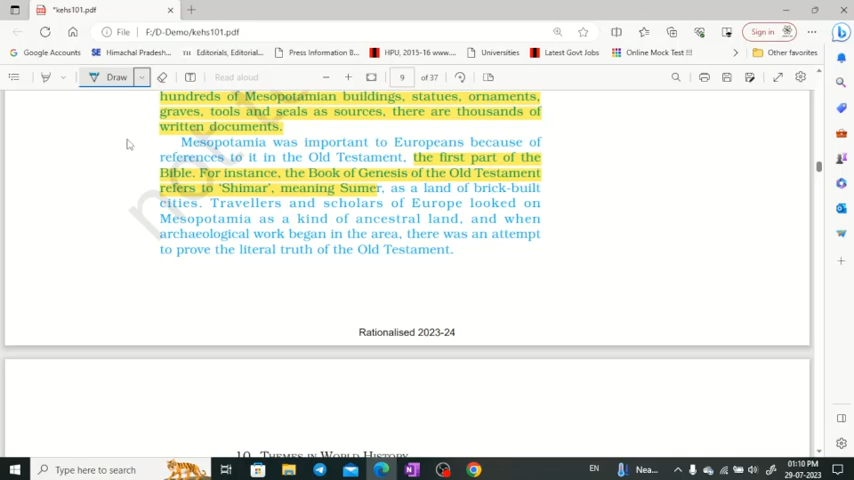 *kehs101.pdf
File
F:/D-Demo/kehs101.pdf
Sign in
Google Accounts
SE Himachal Pradesh...
TH Editorials, Editorial...
Press Information B...
HPU, 2015-16 www....
Universities
Latest Govt Jobs
Online Mock Test !!!
Other favorites
Draw
Read aloud
9 of 37
hundreds of Mesopotamian buildings, statues, ornaments,
graves, tools and seals as sources, there are thousands of
written documents.
Mesopotamia was important to Europeans because of
references to it in the Old Testament, the first part of the
Bible. For instance, the Book of Genesis of the Old Testament
refers to ‘Shimar’, meaning Sumer, as a land of brick-built
cities. Travellers and scholars of Europe looked on
Mesopotamia as a kind of ancestral land, and when
archaeological work began in the area, there was an attempt
to prove the literal truth of the Old Testament.
not
Rationalised 2023-24
10 THEMES IN WORLD HISTORY
Type here to search
EN
Nea...
01:10 PM
29-07-2023